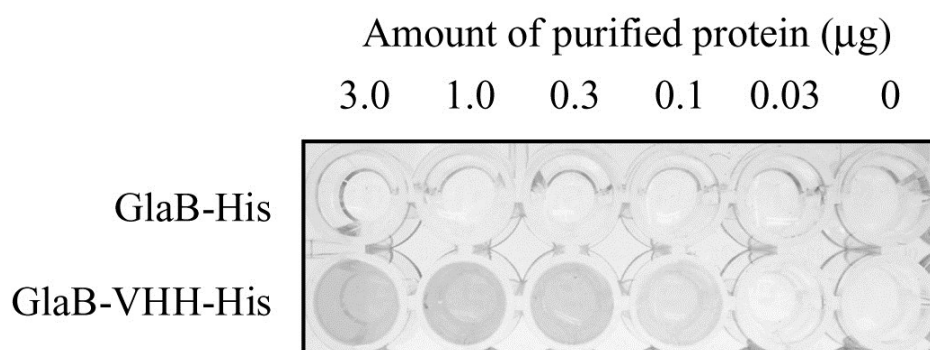 Amount of purified protein (μg)
3.0 1.0 0.3 0.1 0.03 0
GlaB-His
GlaB-VHH-His